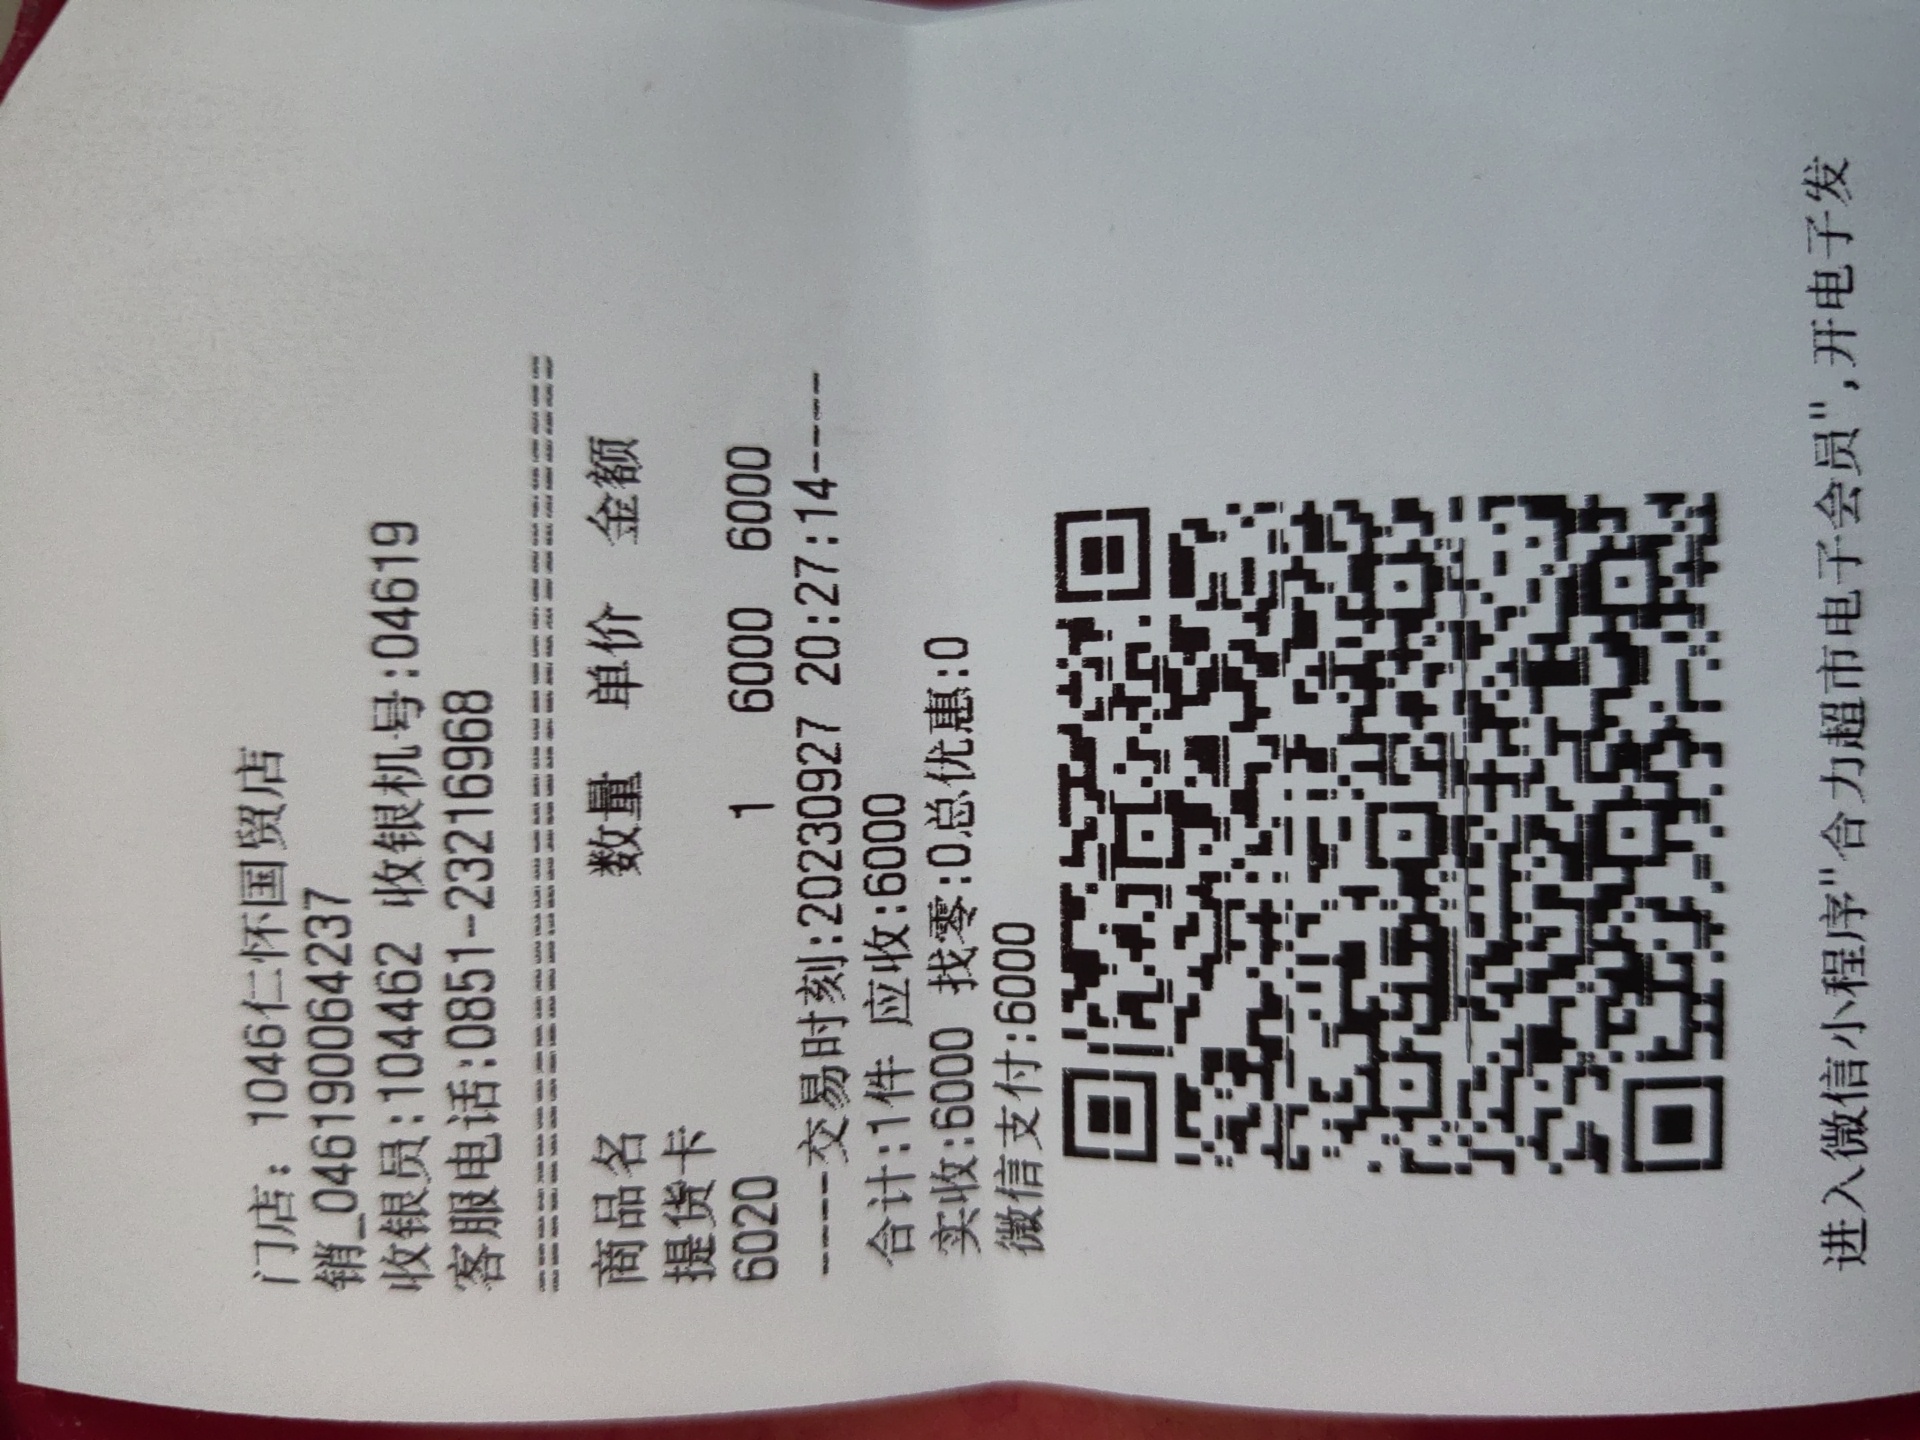 门店: 1046仁怀国贸店
销_04619006­4237
收银员:104462 收银机号:04619
客服电话:0851-23216968
商品名 数量 单价 金额
提货卡
6020 1 6000 6000
----交易时刻:20230927 20:27:14----
合计:1件 应收:6000
实收:6000 找零:0总优惠:0
微信支付:6000
进入微信小程序"合力超市电子会员",开电子发